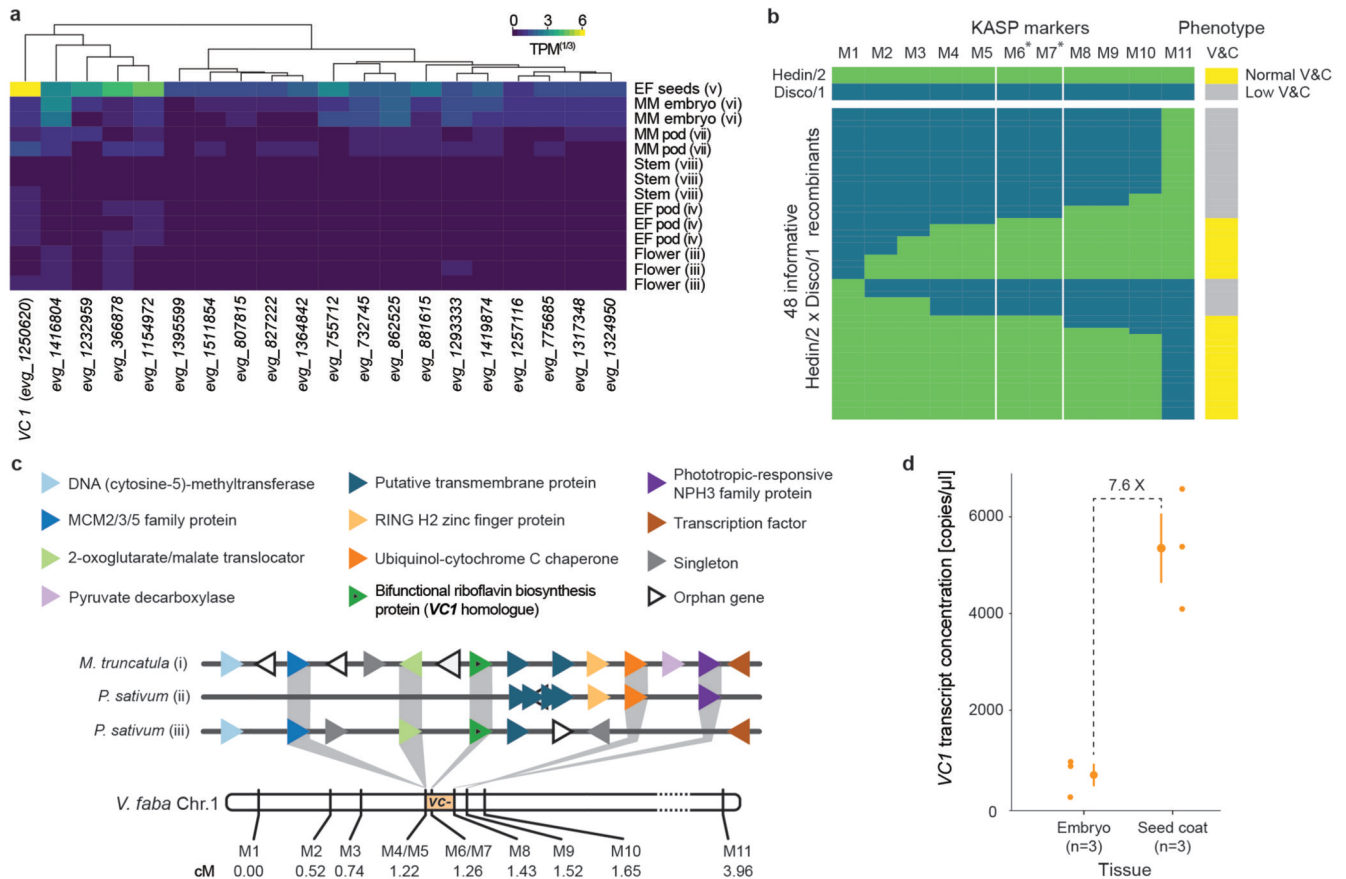 a
0 3 6
TPM(1/3)
EF seeds (v)
MM embryo (vi)
MM embryo (vi)
MM pod (vii)
MM pod (vii)
Stem (viii)
Stem (viii)
Stem (viii)
EF pod (iv)
EF pod (iv)
EF pod (iv)
Flower (iii)
Flower (iii)
Flower (iii)
VC1 (evg_1250620)
evg_1416804
evg_1232959
evg_366878
evg_1154972
evg_1395599
evg_1511854
evg_807815
evg_827222
evg_1364842
evg_755712
evg_732745
evg_862525
evg_881615
evg_1293333
evg_1419874
evg_1257116
evg_775685
evg_1317348
evg_1324950
b
KASP markers Phenotype
M1 M2 M3 M4 M5 M6* M7* M8 M9 M10 M11 V&C
Hedin/2
Disco/1
Normal V&C
Low V&C
48 informative
Hedin/2 x Disco/1 recombinants
c
DNA (cytosine-5)-methyltransferase
MCM2/3/5 family protein
2-oxoglutarate/malate translocator
Pyruvate decarboxylase
Putative transmembrane protein
RING H2 zinc finger protein
Ubiquinol-cytochrome C chaperone
Bifunctional riboflavin biosynthesis
protein (VC1 homologue)
Phototropic-responsive
NPH3 family protein
Transcription factor
Singleton
Orphan gene
M. truncatula (i)
P. sativum (ii)
P. sativum (iii)
V. faba Chr.1
vc-
M1 M2 M3 M4/M5 M6/M7 M8 M9 M10 M11
cM 0.00 0.52 0.74 1.22 1.26 1.43 1.52 1.65 3.96
d
VC1 transcript concentration [copies/µl]
7.6 X
6000
4000
2000
0
Embryo
(n=3)
Seed coat
(n=3)
Tissue